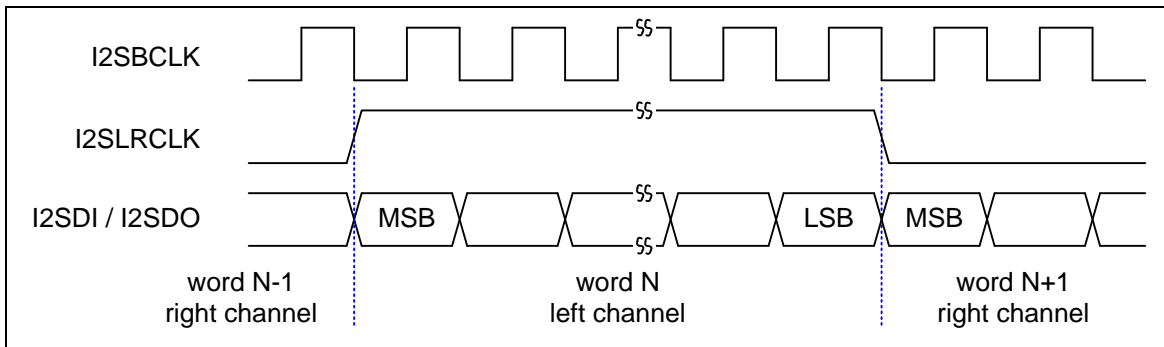 I2SBCLK
I2SLRCLK
I2SDI / I2SDO
MSB
LSB
MSB
word N-1
right channel
word N
left channel
word N+1
right channel